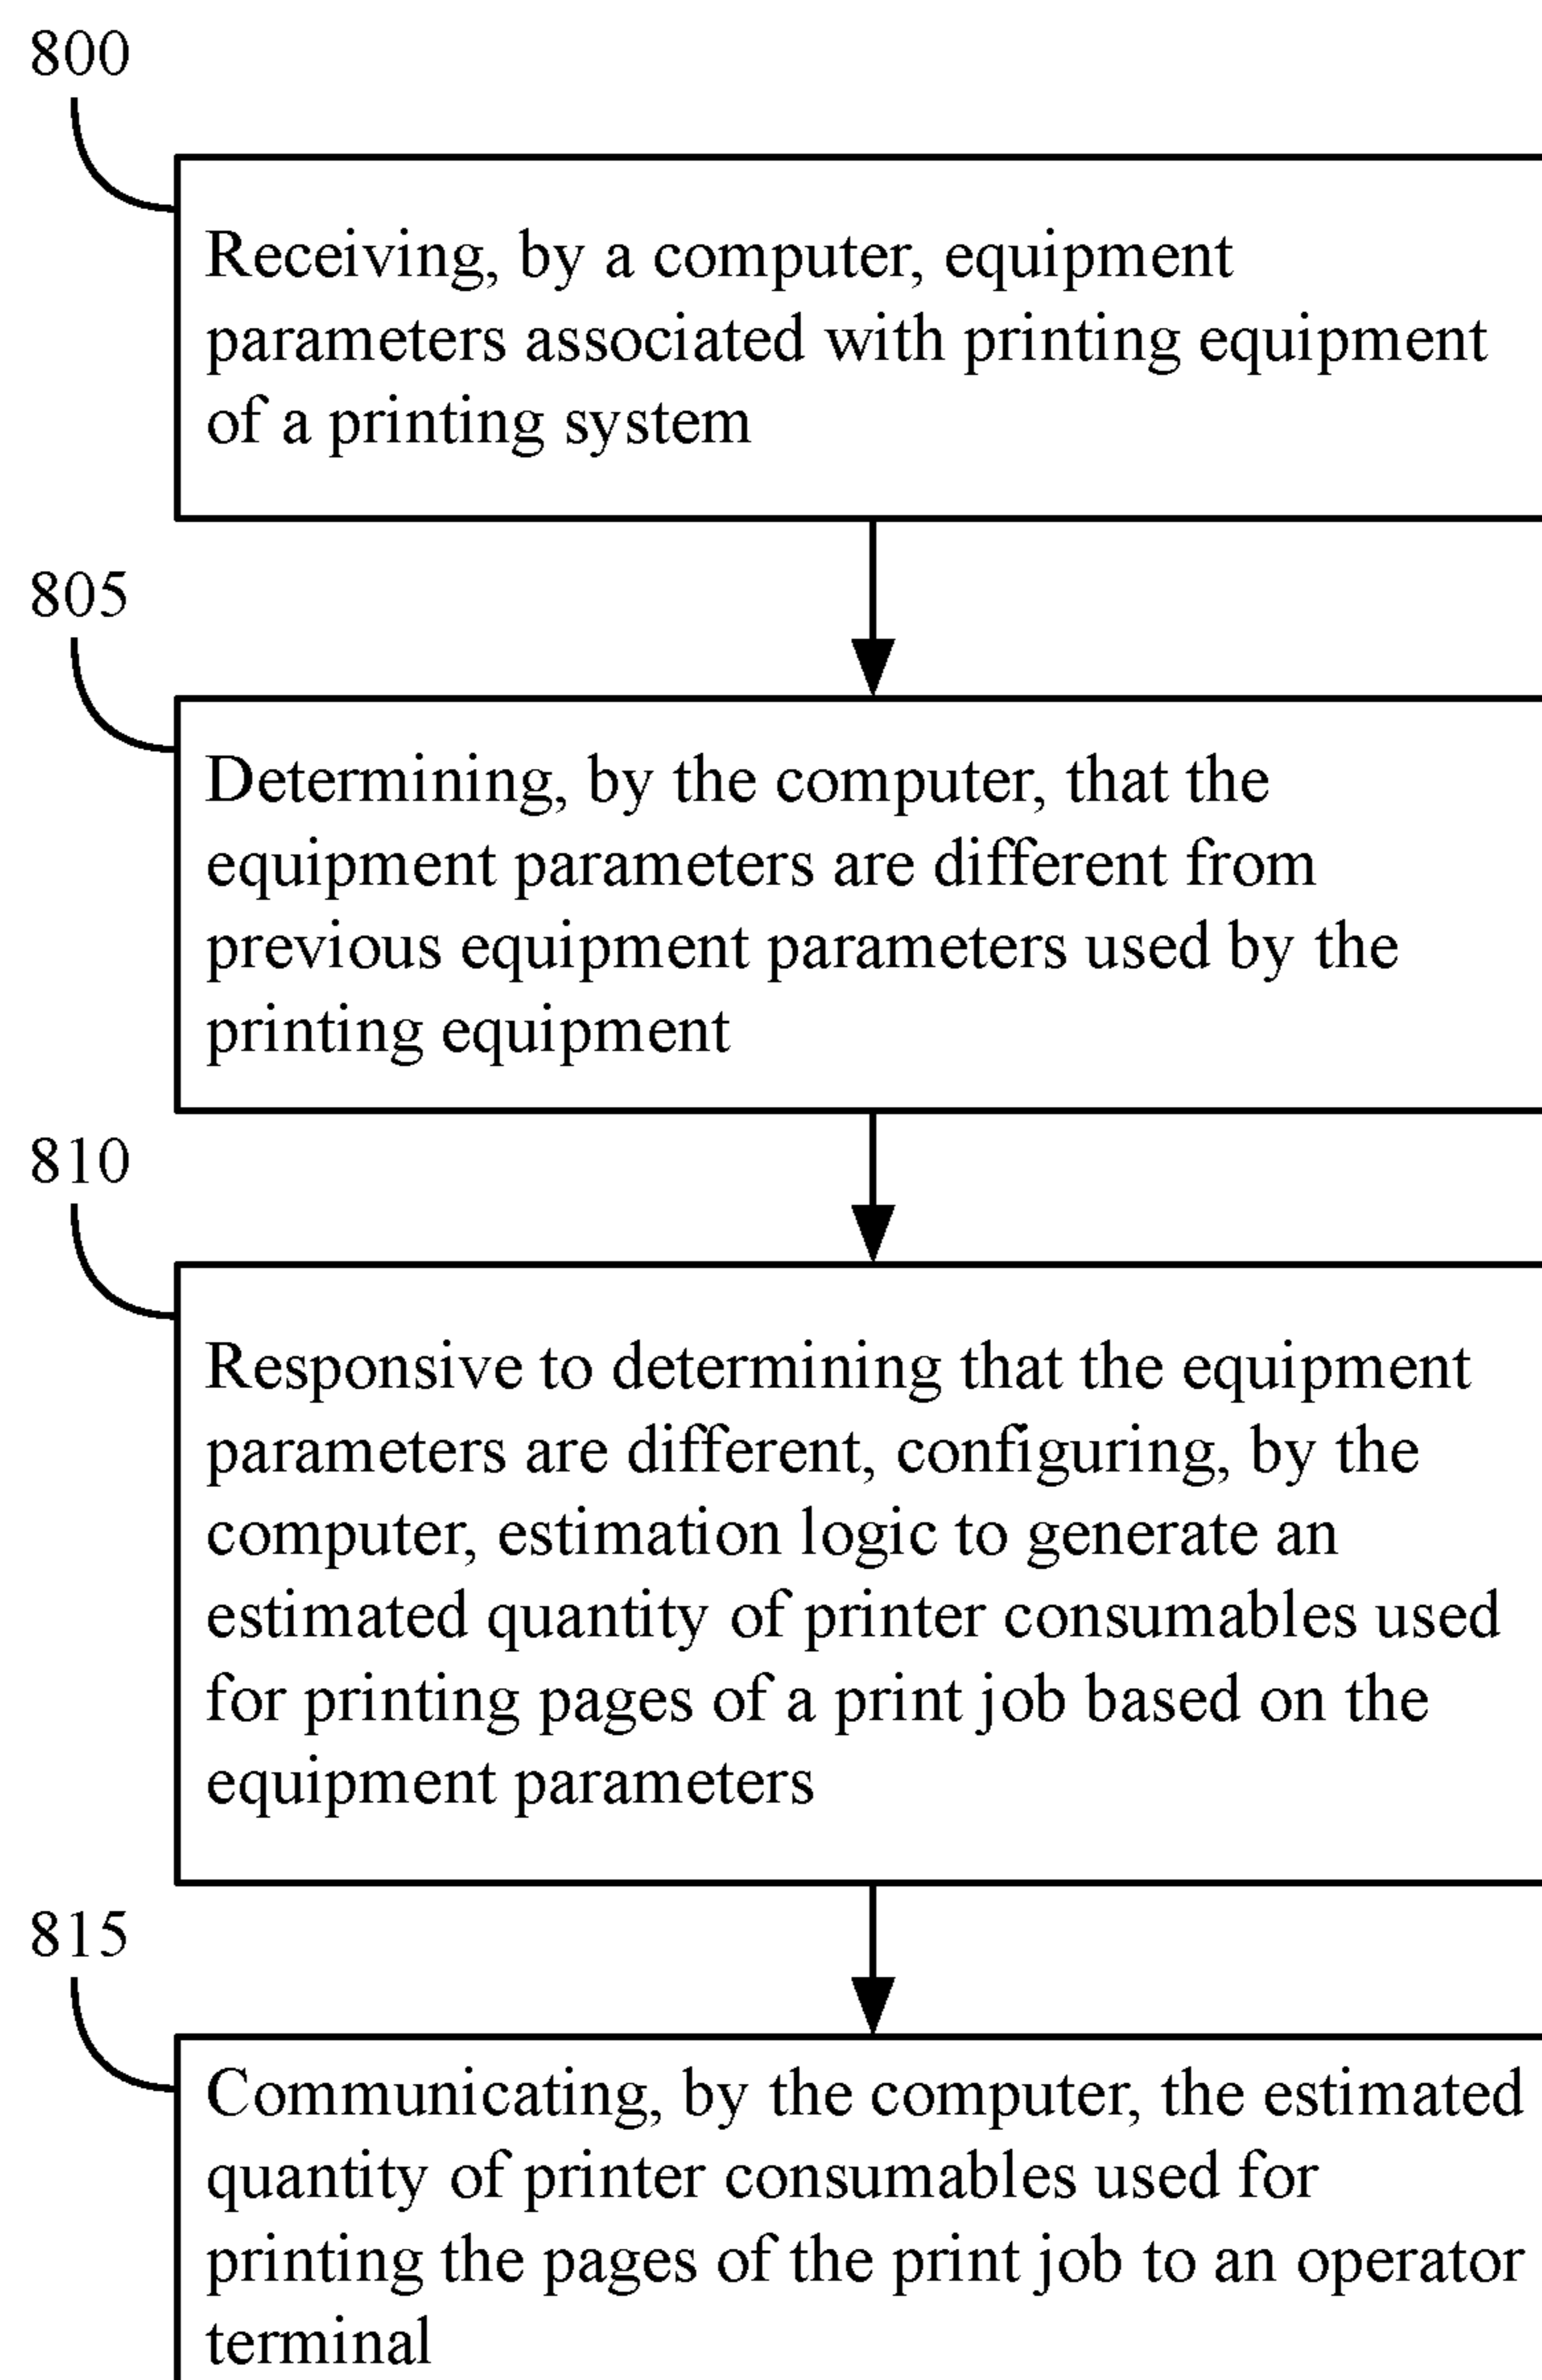 800
Receiving, by a computer, equipment
parameters associated with printing equipment
of a printing system
805
Determining, by the computer, that the
equipment parameters are different from
previous equipment parameters used by the
printing equipment
810
Responsive to determining that the equipment
parameters are different, configuring, by the
computer, estimation logic to generate an
estimated quantity of printer consumables used
for printing pages of a print job based on the
equipment parameters
815
Communicating, by the computer, the estimated
quantity of printer consumables used for
printing the pages of the print job to an operator
terminal